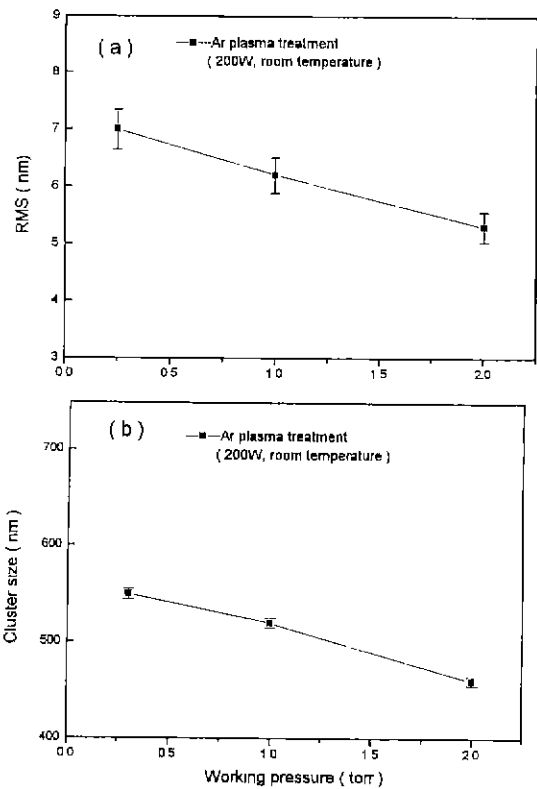 9
( a )
Ar plasma treatment
( 200W, room temperature )
8
7
6
5
4
3
RMS ( nm )
0.0 0.5 1.0 1.5 2.0
( b )
Ar plasma treatment
( 200W, room temperature )
700
600
500
400
Cluster size ( nm )
0.0 0.5 1.0 1.5 2.0
Working pressure ( torr )